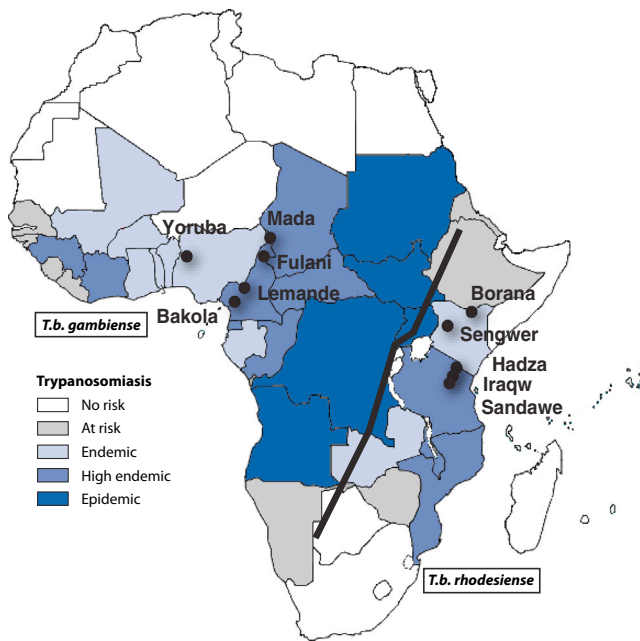 Mada
Yoruba
Fulani
Lemande
Borana
Bakola
T.b. gambiense
Sengwer
Hadza
Iraqw
Sandawe
Trypanosomiasis
No risk
At risk
Endemic
High endemic
Epidemic
T.b. rhodesiense